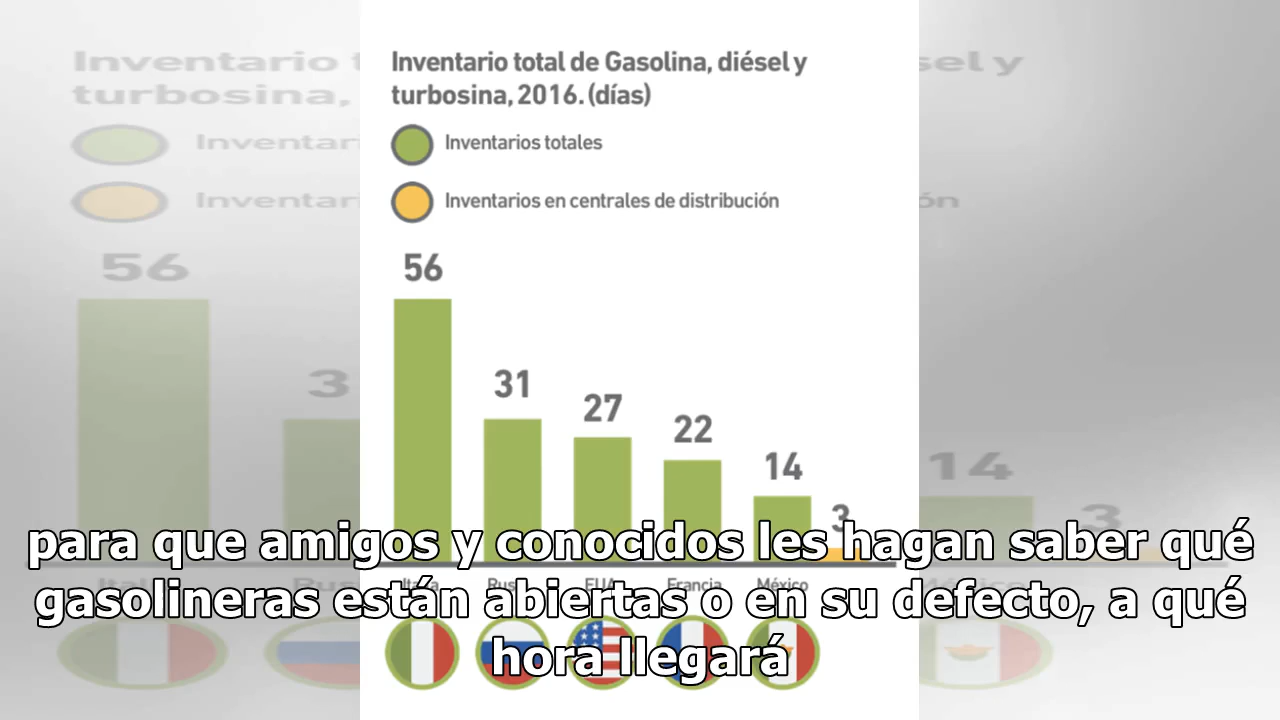 Inventario total de Gasolina, diésel y
turbosina, 2016. (días)
Inventarios totales
Inventarios en centrales de distribución
56
31
27
22
14
3
Italia Rusia EUA Francia México
para que amigos y conocidos les hagan saber qué
gasolineras están abiertas o en su defecto, a qué
hora llegará